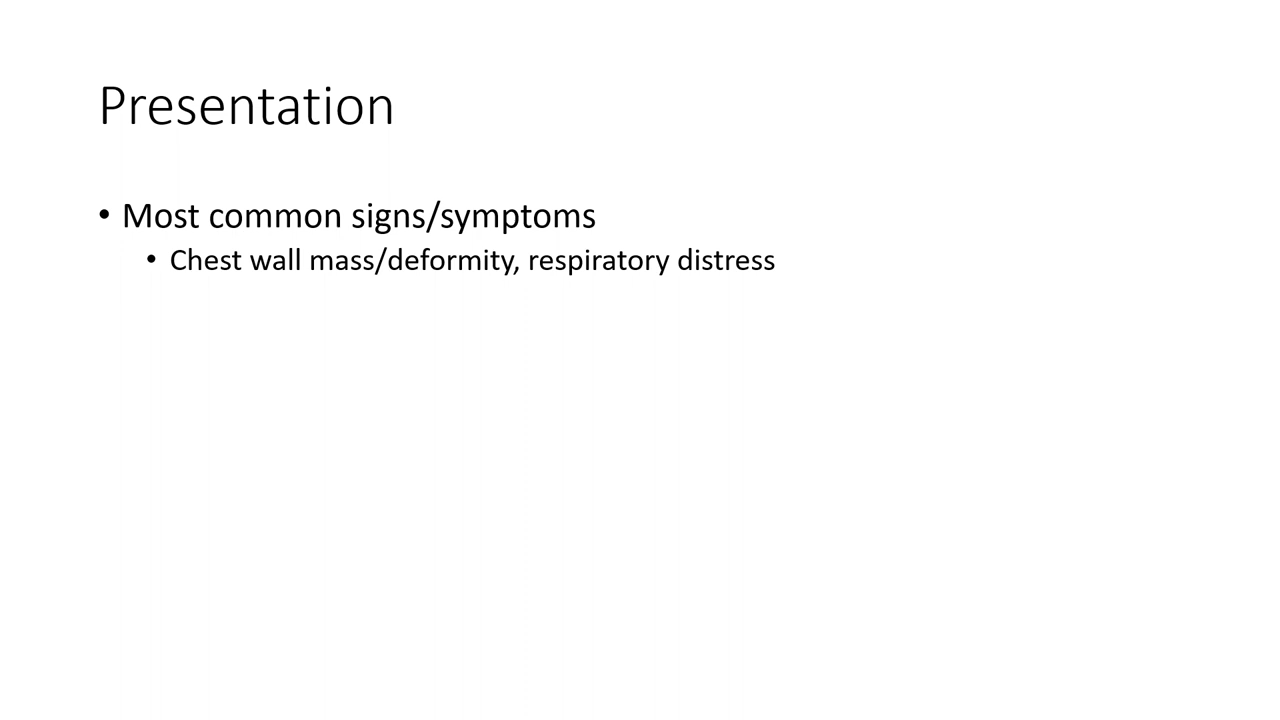 Presentation
• Most common signs/symptoms
• Chest wall mass/deformity, respiratory distress